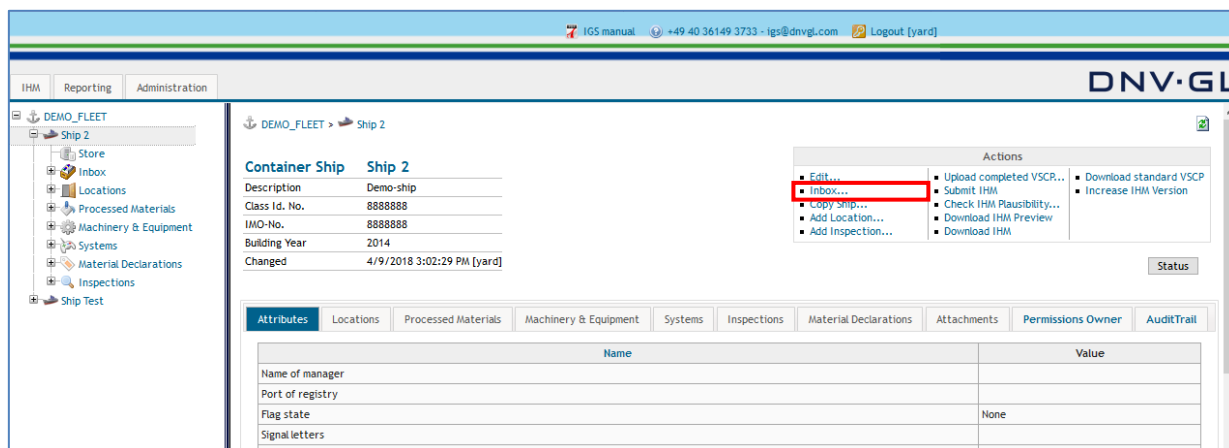 IGS manual +49 40 36149 3733 - igs@dnvgl.com Logout [yard]
IHM Reporting Administration
DNV·GL
DEMO_FLEET
Ship 2
Store
Inbox
Locations
Processed Materials
Machinery & Equipment
Systems
Material Declarations
Inspections
Ship Test
DEMO_FLEET > Ship 2
Container Ship Ship 2
Description Demo-ship
Class Id. No. 8888888
IMO-No. 8888888
Building Year 2014
Changed 4/9/2018 3:02:29 PM [yard]
Actions
Edit... Upload completed VSCP... Download standard VSCP
Inbox... Submit IHM Increase IHM Version
Copy Ship... Check IHM Plausibility...
Add Location... Download IHM Preview
Add Inspection... Download IHM
Status
Attributes Locations Processed Materials Machinery & Equipment Systems Inspections Material Declarations Attachments Permissions Owner AuditTrail
Name Value
Name of manager
Port of registry
Flag state None
Signal letters